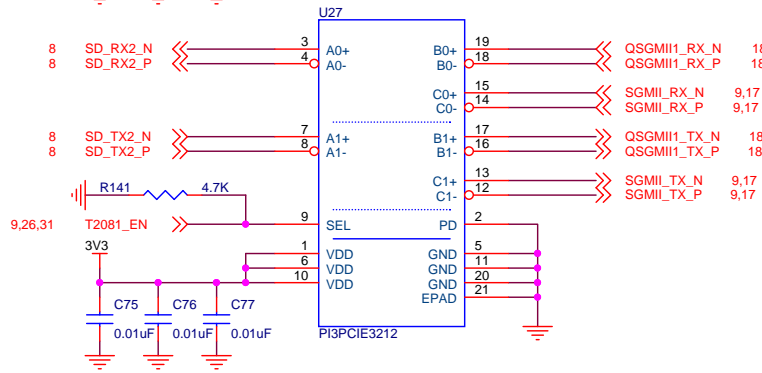 U27
8 SD_RX2_N 3 A0+ B0+ 19 QSGMII1_RX_N 18
8 SD_RX2_P 4 A0- B0- 18 QSGMII1_RX_P 18
C0+ 15 SGMII_RX_N 9,17
C0- 14 SGMII_RX_P 9,17
8 SD_TX2_N 7 A1+ B1+ 17 QSGMII1_TX_N 18
8 SD_TX2_P 8 A1- B1- 16 QSGMII1_TX_P 18
C1+ 13 SGMII_TX_N 9,17
C1- 12 SGMII_TX_P 9,17
R141 4.7K
9,26,31 T2081_EN 9 SEL PD 2
3V3
1 VDD GND 5
6 VDD GND 11
10 VDD GND 20
EPAD 21
C75 C76 C77
0.01uF 0.01uF 0.01uF
PI3PCIE3212